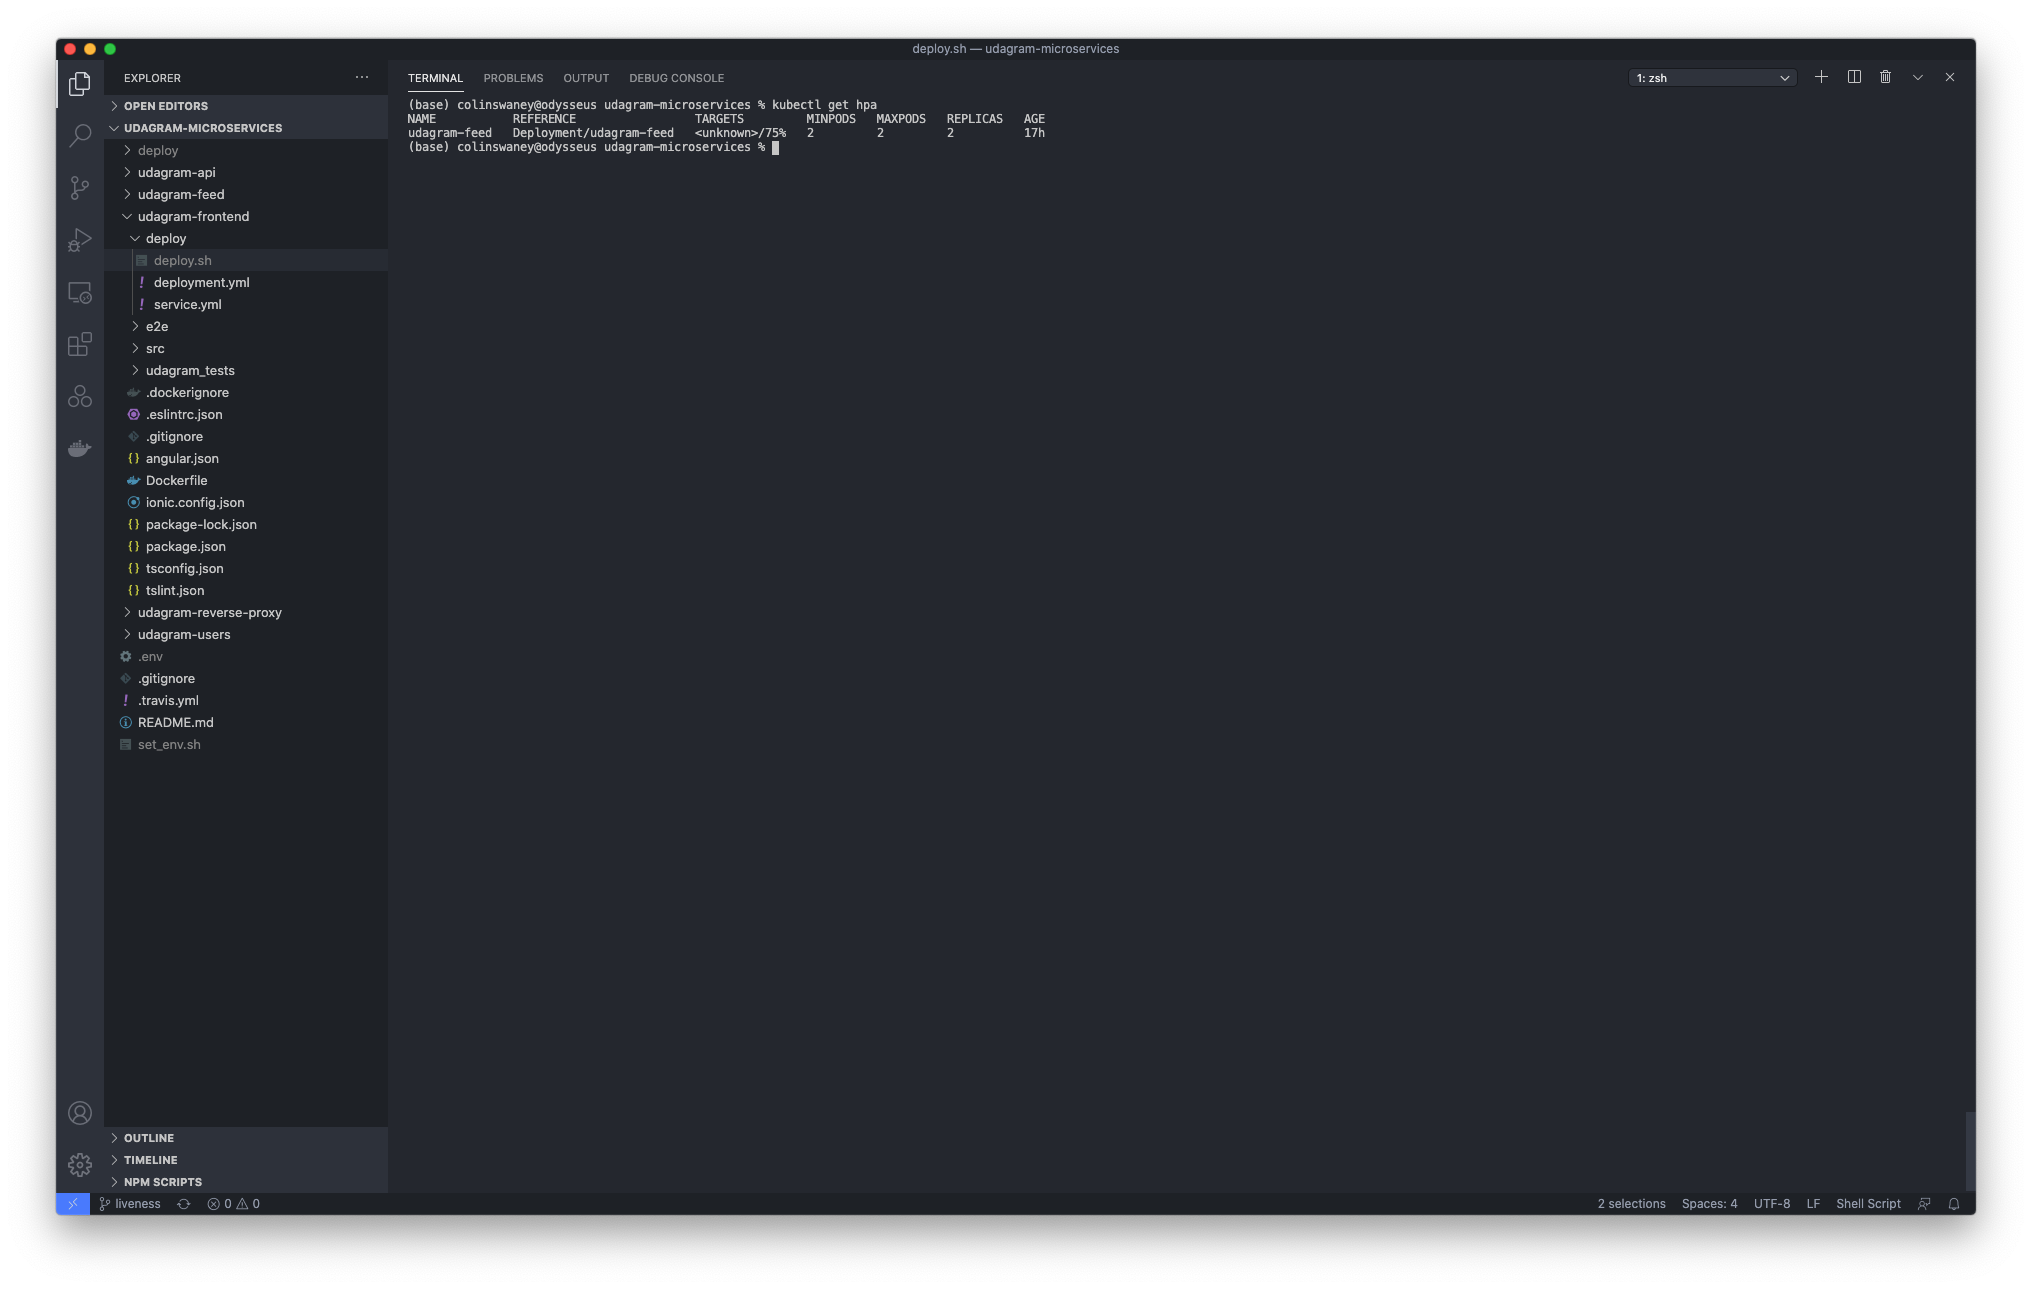 deploy.sh — udagram-microservices
EXPLORER
OPEN EDITORS
UDAGRAM-MICROSERVICES
deploy
udagram-api
udagram-feed
udagram-frontend
deploy
deploy.sh
deployment.yml
service.yml
e2e
src
udagram_tests
.dockerignore
.eslintrc.json
.gitignore
angular.json
Dockerfile
ionic.config.json
package-lock.json
package.json
tsconfig.json
tslint.json
udagram-reverse-proxy
udagram-users
.env
.gitignore
.travis.yml
README.md
set_env.sh
OUTLINE
TIMELINE
NPM SCRIPTS
TERMINAL PROBLEMS OUTPUT DEBUG CONSOLE 1: zsh
(base) colinswaney@odysseus udagram-microservices % kubectl get hpa
NAME REFERENCE TARGETS MINPODS MAXPODS REPLICAS AGE
udagram-feed Deployment/udagram-feed <unknown>/75% 2 2 2 17h
(base) colinswaney@odysseus udagram-microservices %
liveness 0 0 2 selections Spaces: 4 UTF-8 LF Shell Script